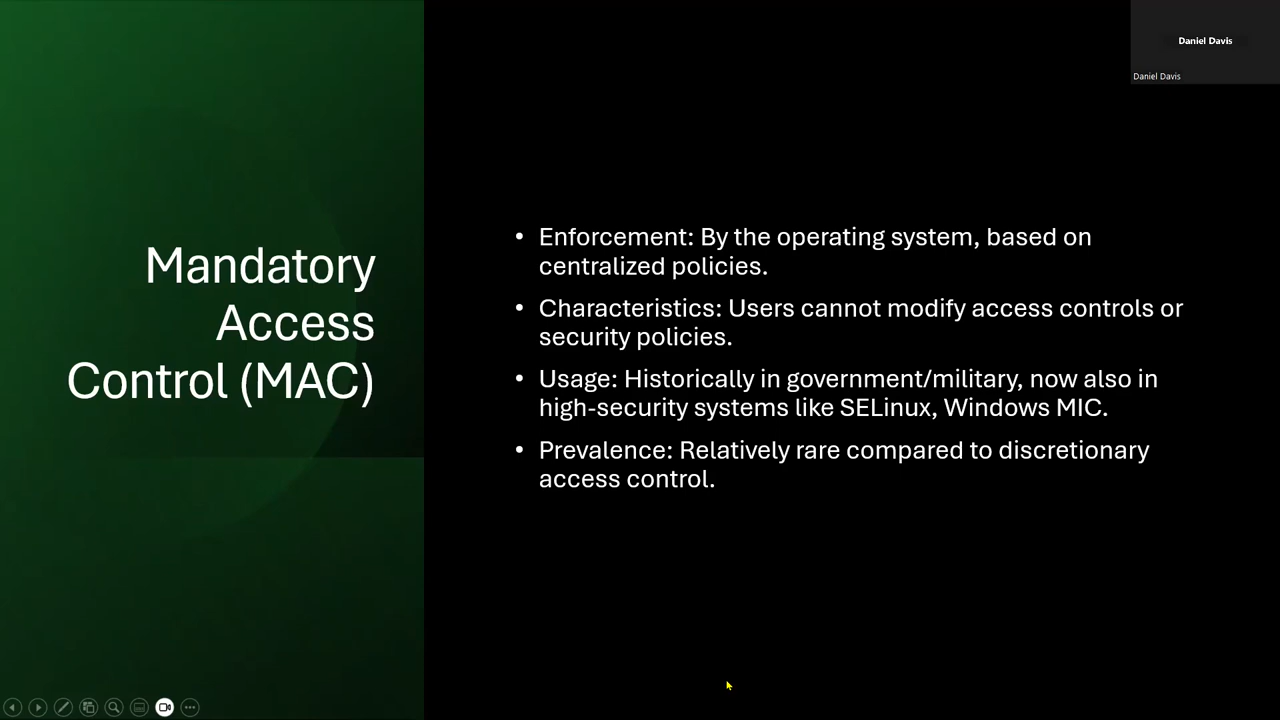 Daniel Davis
Daniel Davis
Mandatory
Access
Control (MAC)
• Enforcement: By the operating system, based on
centralized policies.
• Characteristics: Users cannot modify access controls or
security policies.
• Usage: Historically in government/military, now also in
high-security systems like SELinux, Windows MIC.
• Prevalence: Relatively rare compared to discretionary
access control.